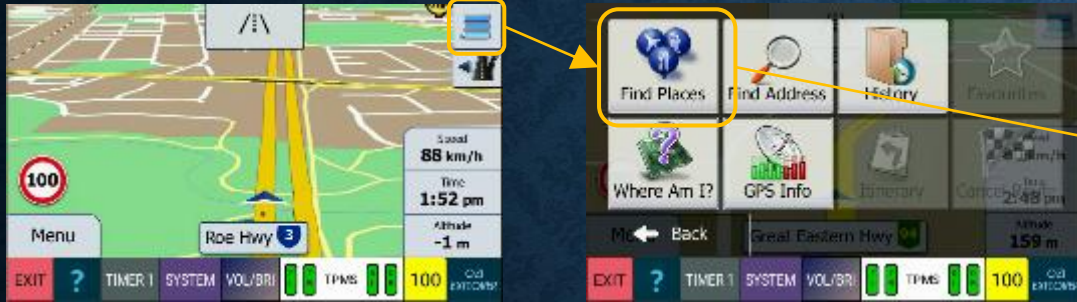 Speed
88 km/h
100
Time
1:52 pm
Altitude
-1 m
Menu
Roe Hwy 3
EXIT ? TIMER 1 SYSTEM VOL/BRI TPMS 100
Find Places
Find Address
History
Favourites
Where Am I?
GPS Info
Itinerary
2:48 pm
Back
Great Eastern Hwy 94
Altitude
159 m
EXIT ? TIMER 1 SYSTEM VOL/BRI TPMS 100